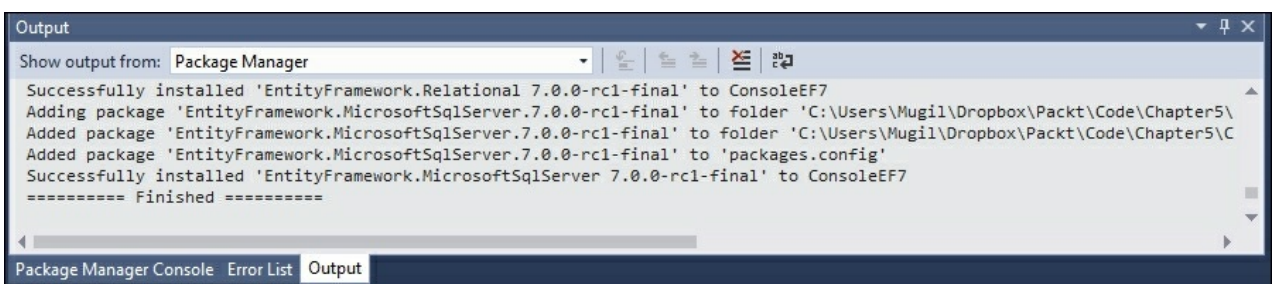 Output
Show output from: Package Manager
Successfully installed 'EntityFramework.Relational 7.0.0-rc1-final' to ConsoleEF7
Adding package 'EntityFramework.MicrosoftSqlServer.7.0.0-rc1-final' to folder 'C:\Users\Mugil\Dropbox\Packt\Code\Chapter5\
Added package 'EntityFramework.MicrosoftSqlServer.7.0.0-rc1-final' to folder 'C:\Users\Mugil\Dropbox\Packt\Code\Chapter5\C
Added package 'EntityFramework.MicrosoftSqlServer.7.0.0-rc1-final' to 'packages.config'
Successfully installed 'EntityFramework.MicrosoftSqlServer 7.0.0-rc1-final' to ConsoleEF7
========== Finished ==========
Package Manager Console Error List Output